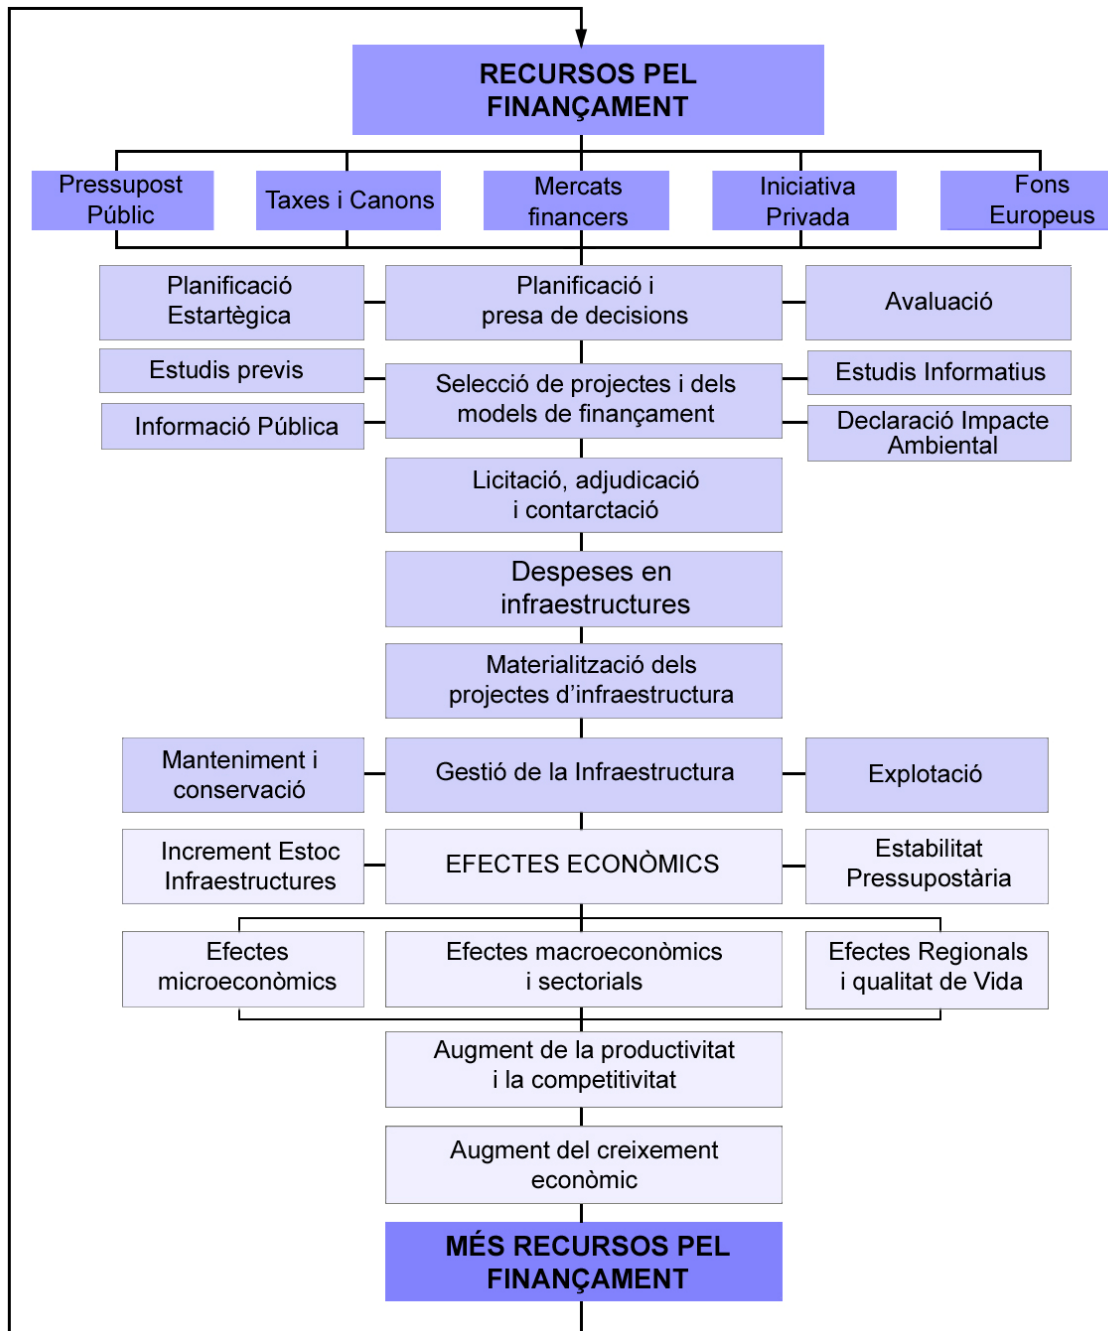 RECURSOS PEL
FINANÇAMENT
Pressupost
Públic
Taxes i Canons
Mercats
financers
Iniciativa
Privada
Fons
Europeus
Planificació
Estartègica
Planificació i
presa de decisions
Avaluació
Estudis previs
Informació Pública
Selecció de projectes i dels
models de finançament
Estudis Informatius
Declaració Impacte
Ambiental
Licitació, adjudicació
i contarctació
Despeses en
infraestructures
Materialització dels
projectes d’infraestructura
Manteniment i
conservació
Gestió de la Infraestructura
Explotació
Increment Estoc
Infraestructures
EFECTES ECONÒMICS
Estabilitat
Pressupostària
Efectes
microeconòmics
Efectes macroeconòmics
i sectorials
Efectes Regionals
i qualitat de Vida
Augment de la productivitat
i la competitivitat
Augment del creixement
econòmic
MÉS RECURSOS PEL
FINANÇAMENT